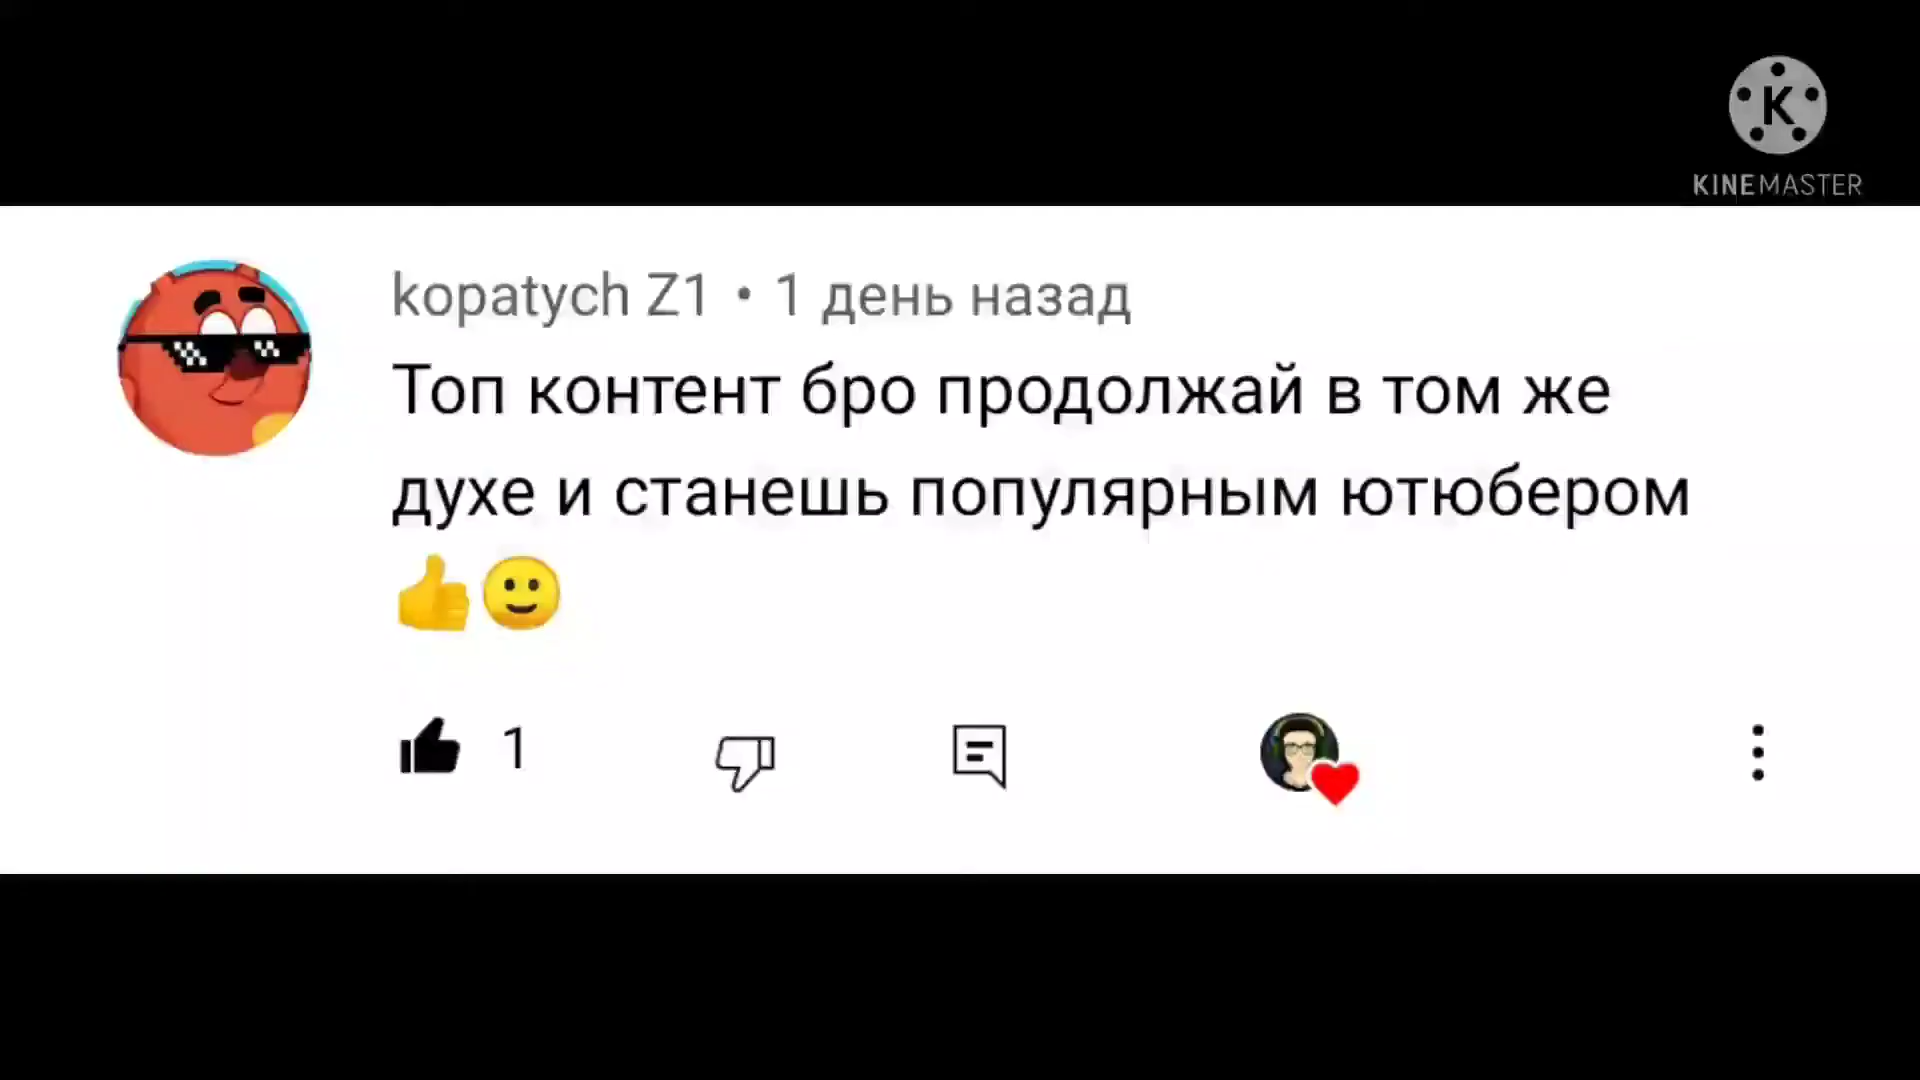 K
KINEMASTER
kopatych Z1 • 1 день назад
Топ контент бро продолжай в том же
духе и станешь популярным ютюбером
👍🙂
1